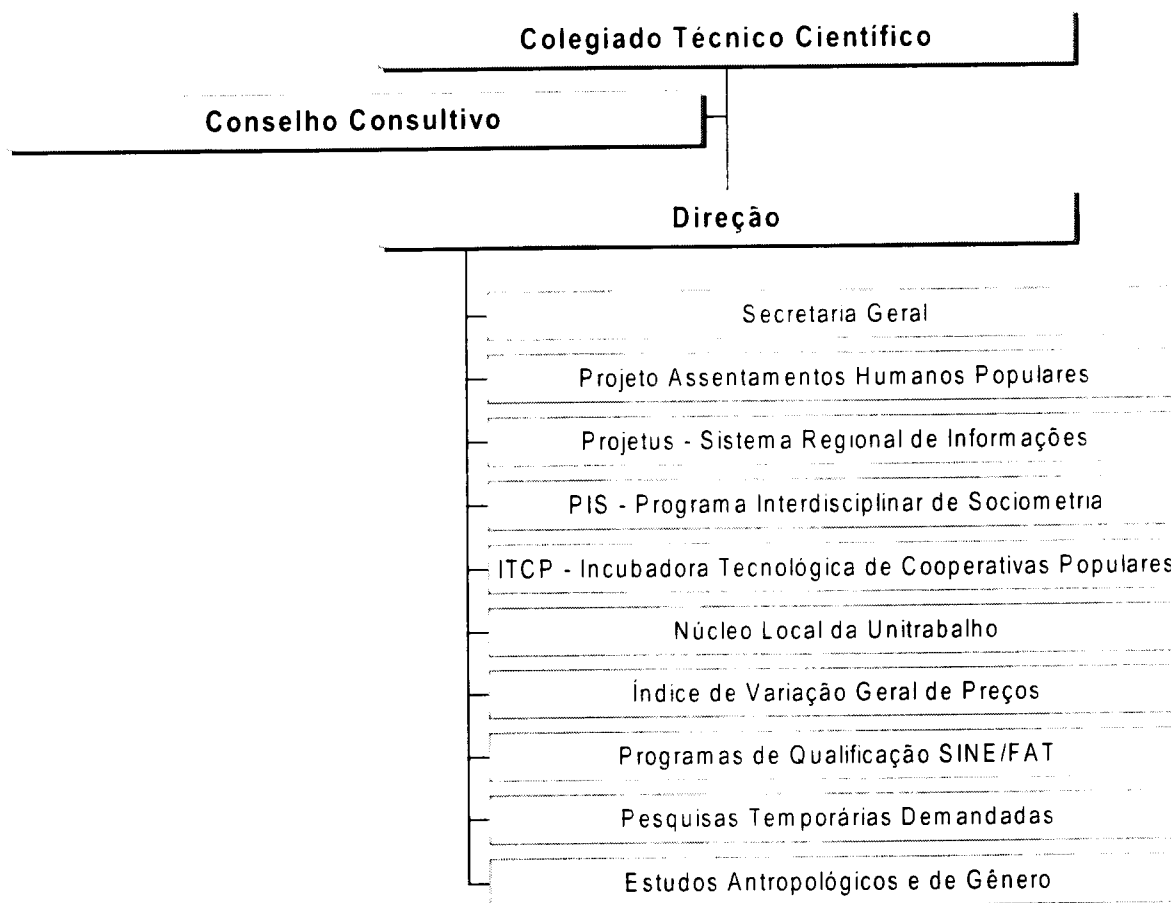 Colegiado Técnico Científico
Conselho Consultivo
Direção
Secretaria Geral
Projeto Assentamentos Humanos Populares
Projetus - Sistema Regional de Informações
PIS - Programa Interdisciplinar de Sociometria
ITCP - Incubadora Tecnológica de Cooperativas Populares
Núcleo Local da Unitrabalho
Índice de Variação Geral de Preços
Programas de Qualificação SINE/FAT
Pesquisas Temporárias Demandadas
Estudos Antropológicos e de Gênero